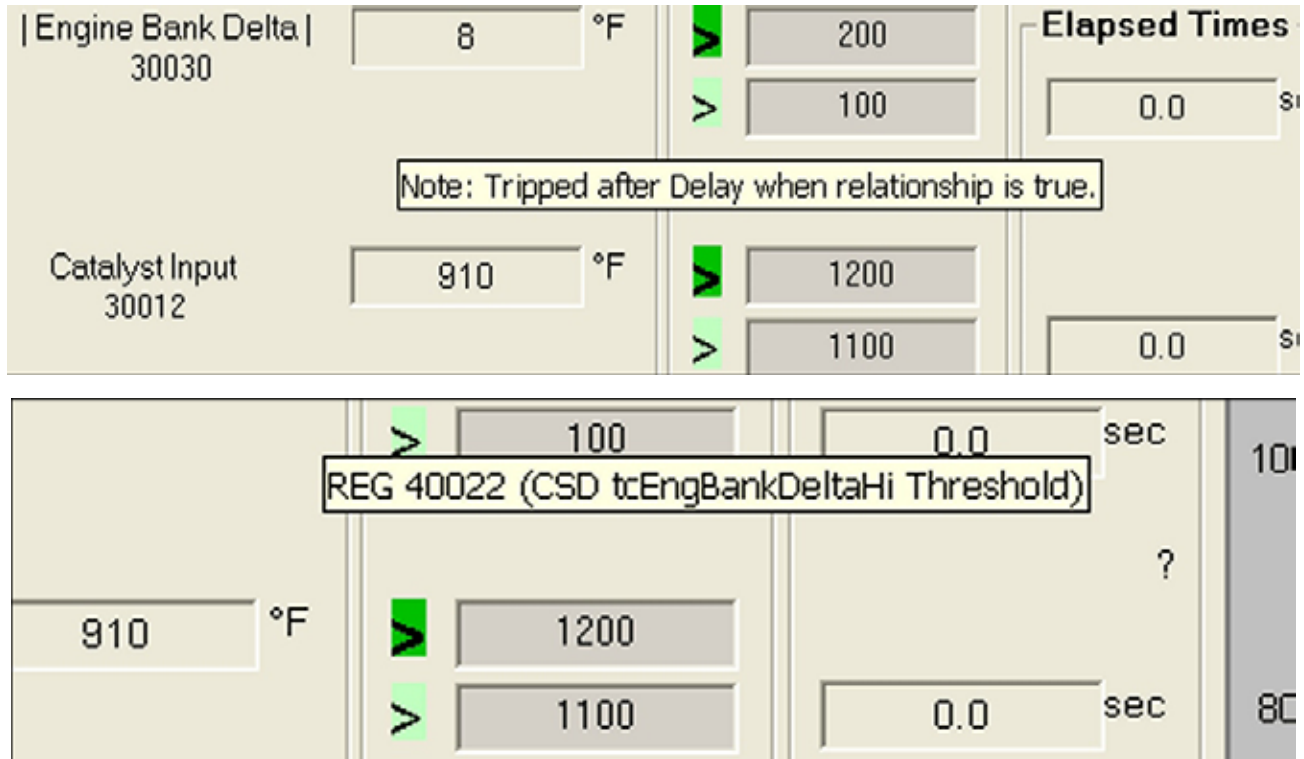 | Engine Bank Delta | 8 °F > 200 Elapsed Times
30030
> 100 0.0
Note: Tripped after Delay when relationship is true.
Catalyst Input 910 °F > 1200
30012
> 1100 0.0
> 100 0.0 sec
REG 40022 (CSD tcEngBankDeltaHi Threshold)
?
910 °F > 1200
> 1100 0.0 sec